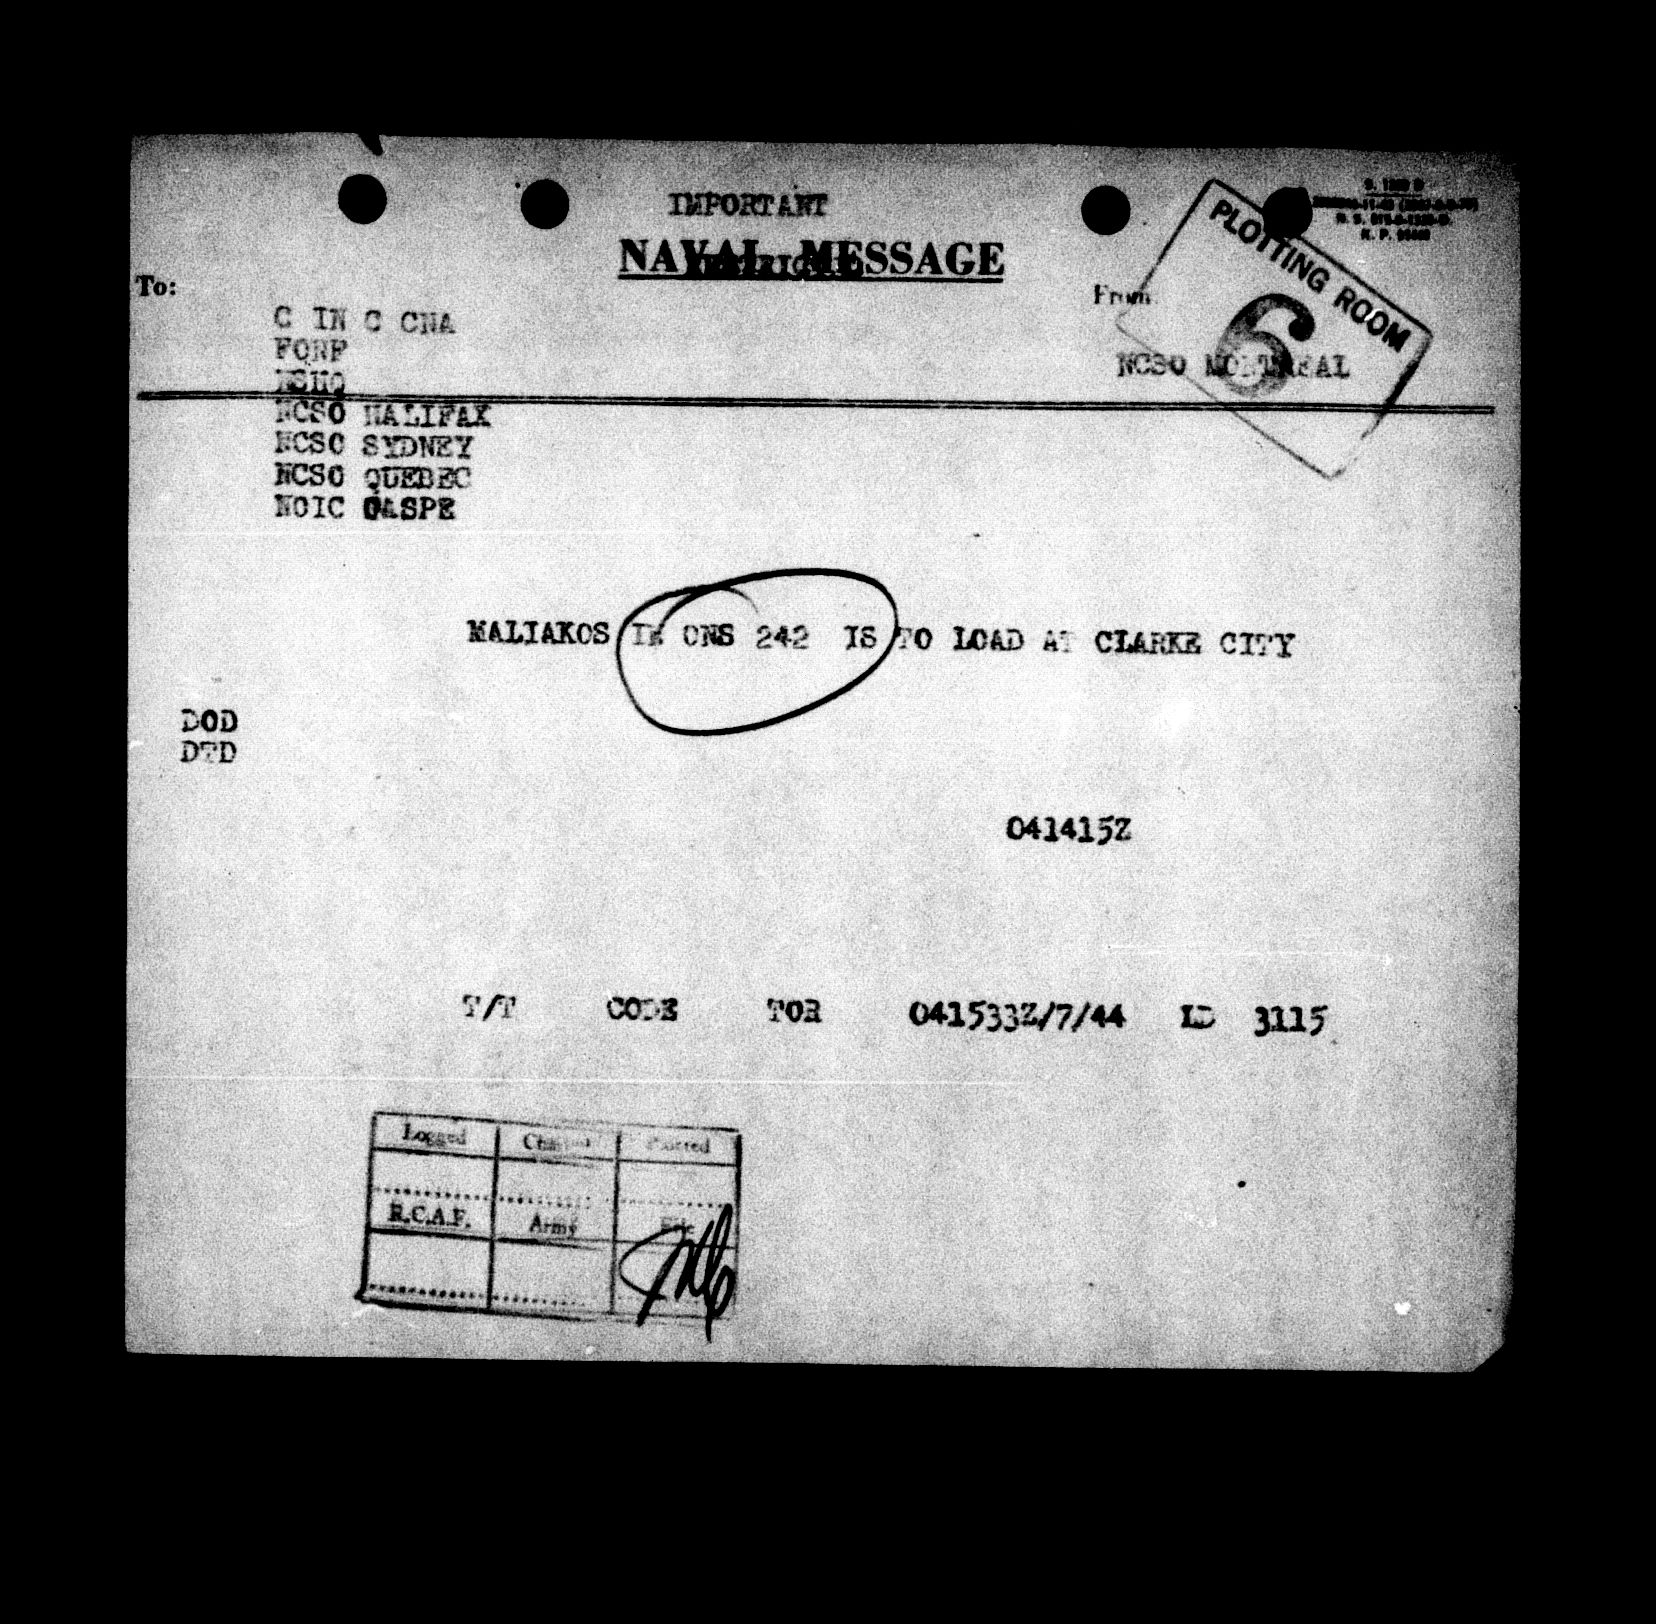 IMPORTANT
NAVAL MESSAGE
PLOTTING ROOM
6
To:
From
C IN C CNA
FONF
NSHQ
NCSO MONTREAL
NCSO HALIFAX
NCSO SYDNEY
NCSO QUEBEC
NOIC GASPE
MALIAKOS IN ONS 242 IS TO LOAD AT CLARKE CITY
DOD
DTD
041415Z
T/T CODE TOR 041533Z/7/44 LD 3115
Logged
R.C.A.F. Army